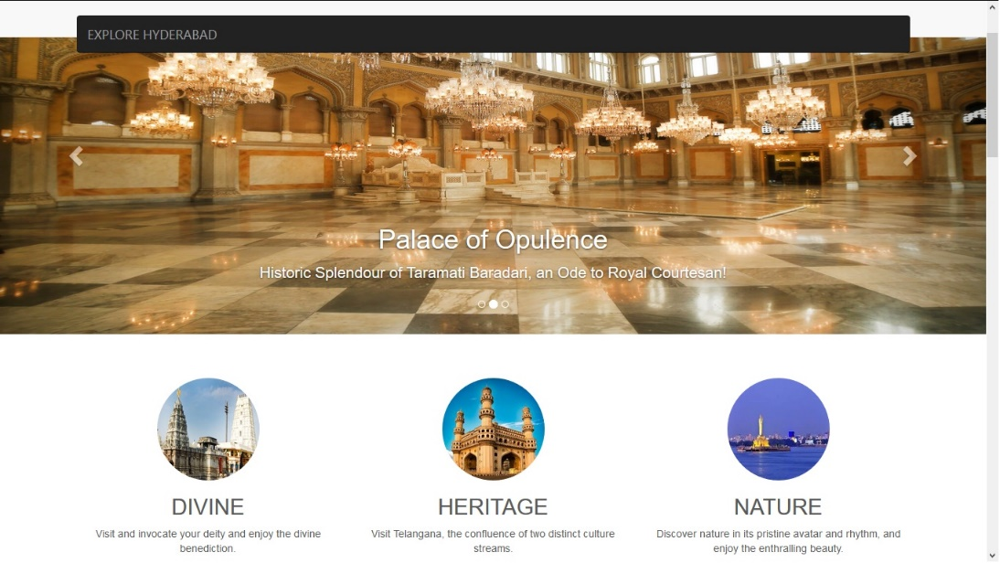 EXPLORE HYDERABAD
Palace of Opulence
Historic Splendour of Taramati Baradari, an Ode to Royal Courtesan!
DIVINE
Visit and invocate your deity and enjoy the divine
benediction.
HERITAGE
Visit Telangana, the confluence of two distinct culture
streams.
NATURE
Discover nature in its pristine avatar and rhythm, and
enjoy the enthralling beauty.